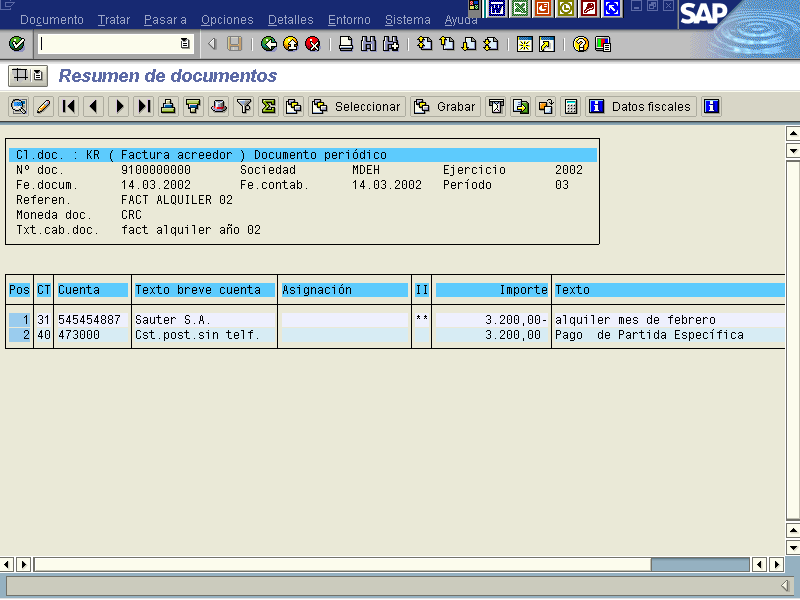 Documento Tratar Pasar a Opciones Detalles Entorno Sistema Ayuda SAP
Resumen de documentos
Seleccionar Grabar Datos fiscales
Cl.doc. : KR ( Factura acreedor ) Documento periódico
Nº doc. 9100000000 Sociedad MDEH Ejercicio 2002
Fe.docum. 14.03.2002 Fe.contab. 14.03.2002 Período 03
Referen. FACT ALQUILER 02
Moneda doc. CRC
Txt.cab.doc. fact alquiler año 02
Pos CT Cuenta Texto breve cuenta Asignación II Importe Texto
1 31 545454887 Sauter S.A. ** 3.200,00- alquiler mes de febrero
2 40 473000 Cst.post.sin telf. 3.200,00 Pago de Partida Específica